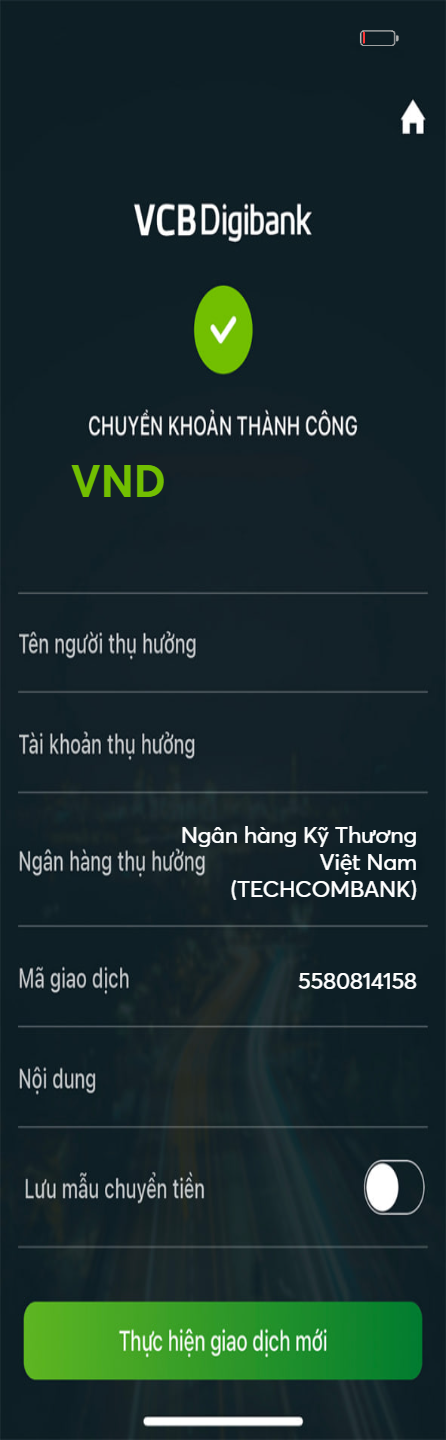 VCB Digibank
CHUYỂN KHOẢN THÀNH CÔNG
VND
Tên người thụ hưởng
Tài khoản thụ hưởng
Ngân hàng thụ hưởng
Ngân hàng Kỹ Thương
Việt Nam
(TECHCOMBANK)
Mã giao dịch
5580814158
Nội dung
Lưu mẫu chuyển tiền
Thực hiện giao dịch mới